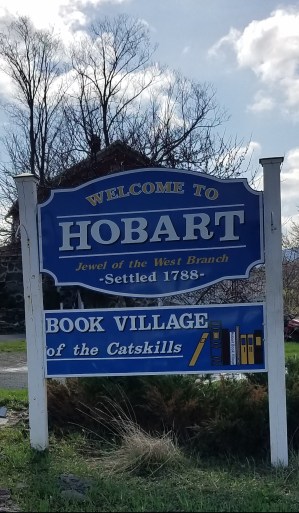 WELCOME TO
HOBART
Jewel of the West Branch
-Settled 1788-
BOOK VILLAGE
of the Catskills